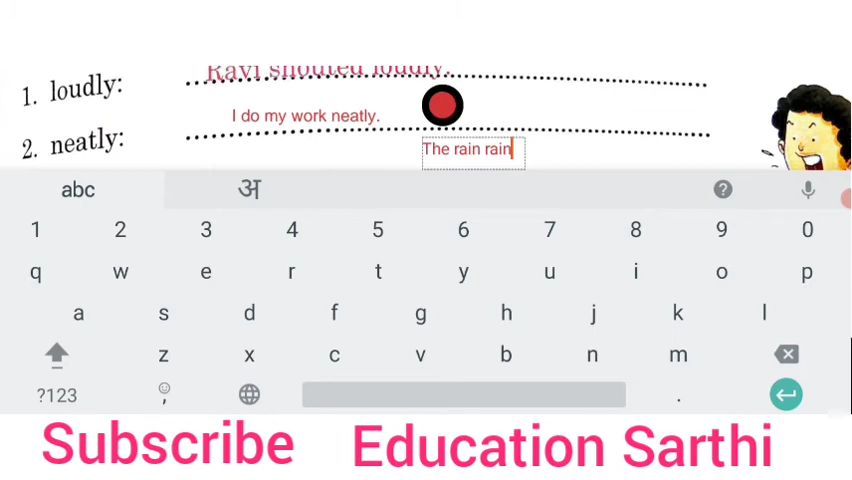 Ravi shouted loudly.
1. loudly:
I do my work neatly.
2. neatly:
The rain rain
abc अ ?
1 2 3 4 5 6 7 8 9 0
q w e r t y u i o p
a s d f g h j k l
z x c v b n m
?123 , .
Subscribe Education Sarthi